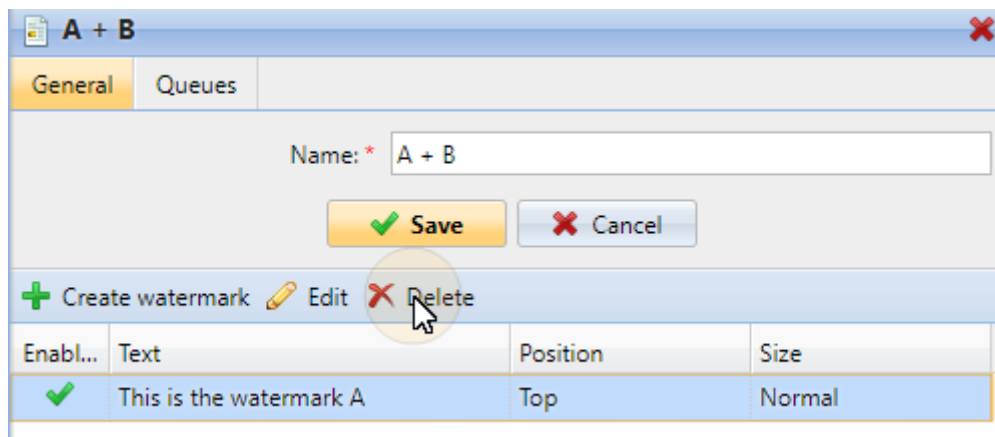 A + B
General Queues
Name: * A + B
Save Cancel
Create watermark Edit Delete
Enabl... Text Position Size
This is the watermark A Top Normal